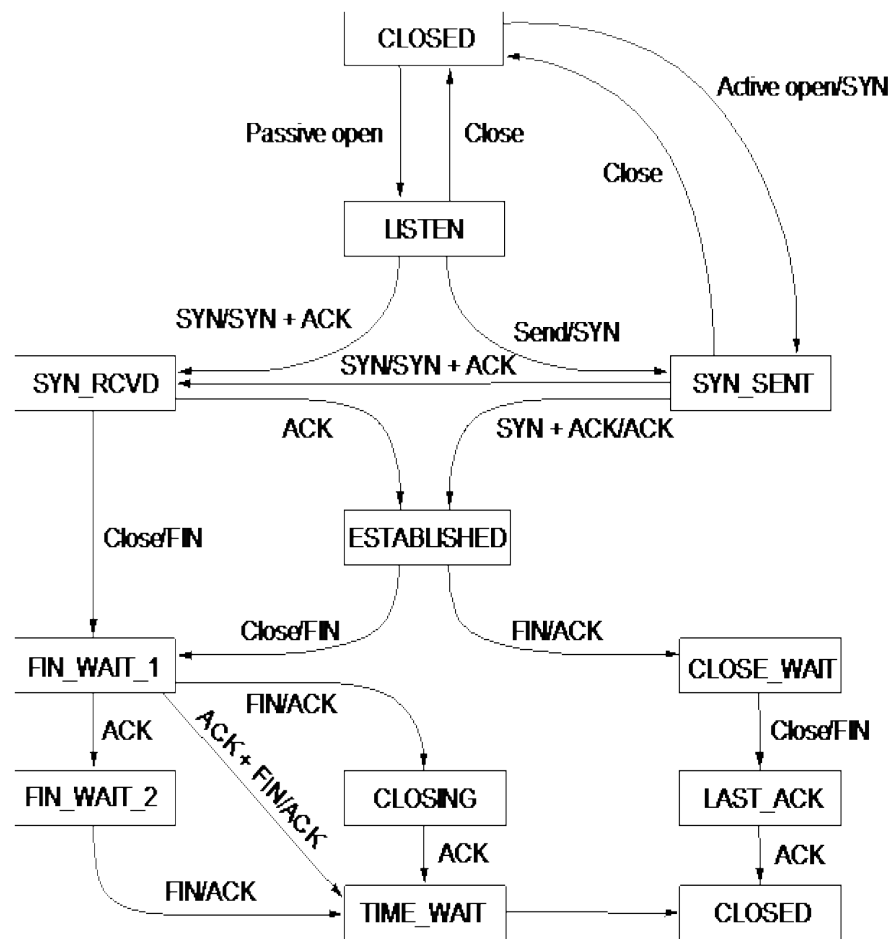 CLOSED
Active open/SYN
Passive open
Close
Close
LISTEN
SYN/SYN + ACK
Send/SYN
SYN/SYN + ACK
SYN_RCVD
SYN_SENT
ACK
SYN + ACK/ACK
Close/FIN
ESTABLISHED
Close/FIN
FIN/ACK
FIN_WAIT_1
CLOSE_WAIT
FIN/ACK
ACK
ACK + FIN/ACK
Close/FIN
FIN_WAIT_2
CLOSING
LAST_ACK
ACK
ACK
FIN/ACK
TIME_WAIT
CLOSED